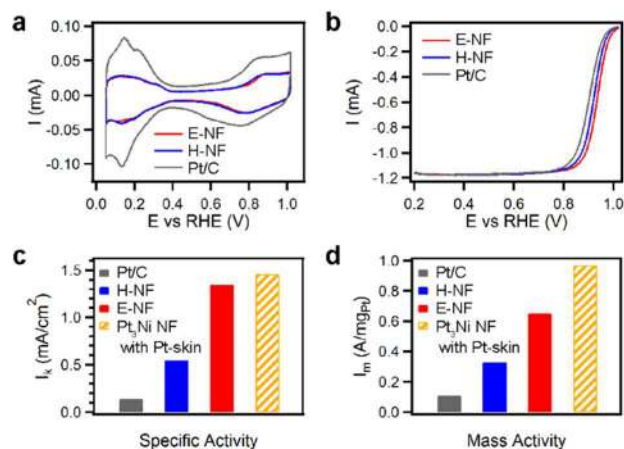 a
0.10
0.05
0.00
-0.05
-0.10
I (mA)
E-NF
H-NF
Pt/C
0.0 0.2 0.4 0.6 0.8 1.0
E vs RHE (V)
b
0.0
-0.2
-0.4
-0.6
-0.8
-1.0
-1.2
I (mA)
E-NF
H-NF
Pt/C
0.2 0.4 0.6 0.8 1.0
E vs RHE (V)
c
1.5
1.0
0.5
0.0
I_k (mA/cm²)
Pt/C
H-NF
E-NF
Pt₃Ni NF
with Pt-skin
Specific Activity
d
1.0
0.8
0.6
0.4
0.2
0.0
I_m (A/mg_Pt)
Pt/C
H-NF
E-NF
Pt₃Ni NF
with Pt-skin
Mass Activity